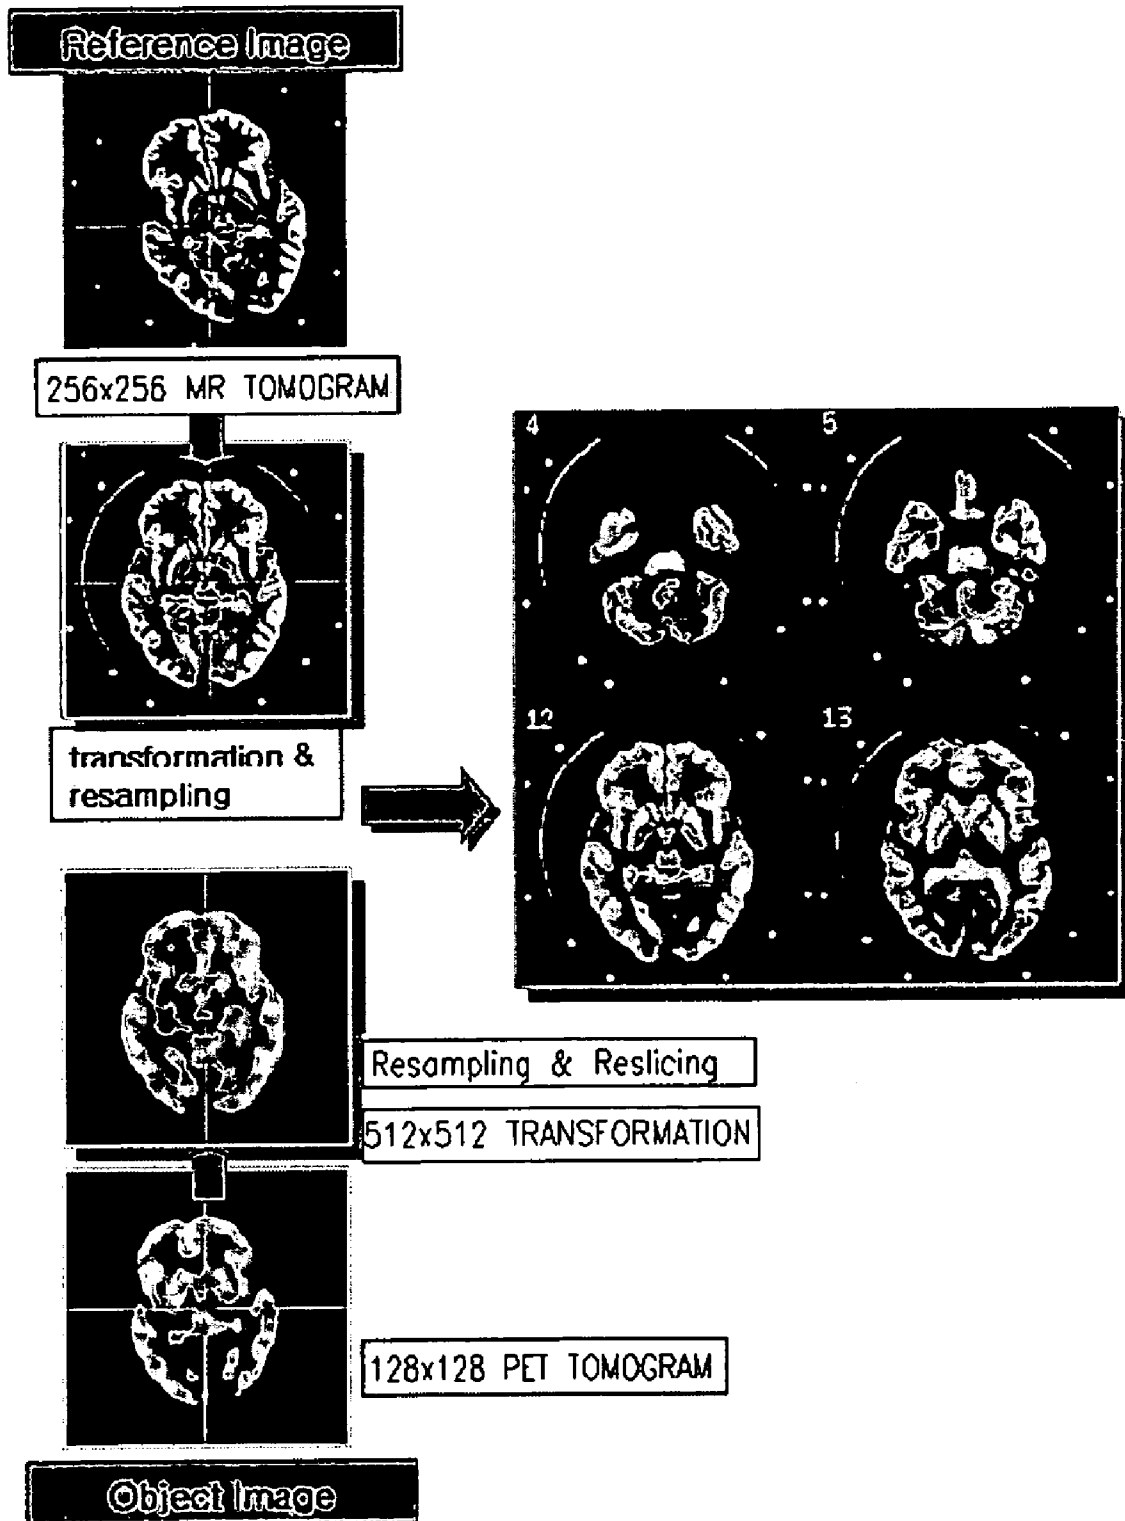 Reference Image
256x256 MR TOMOGRAM
4
5
12
13
transformation &
resampling
Resampling & Reslicing
512x512 TRANSFORMATION
128x128 PET TOMOGRAM
Object Image